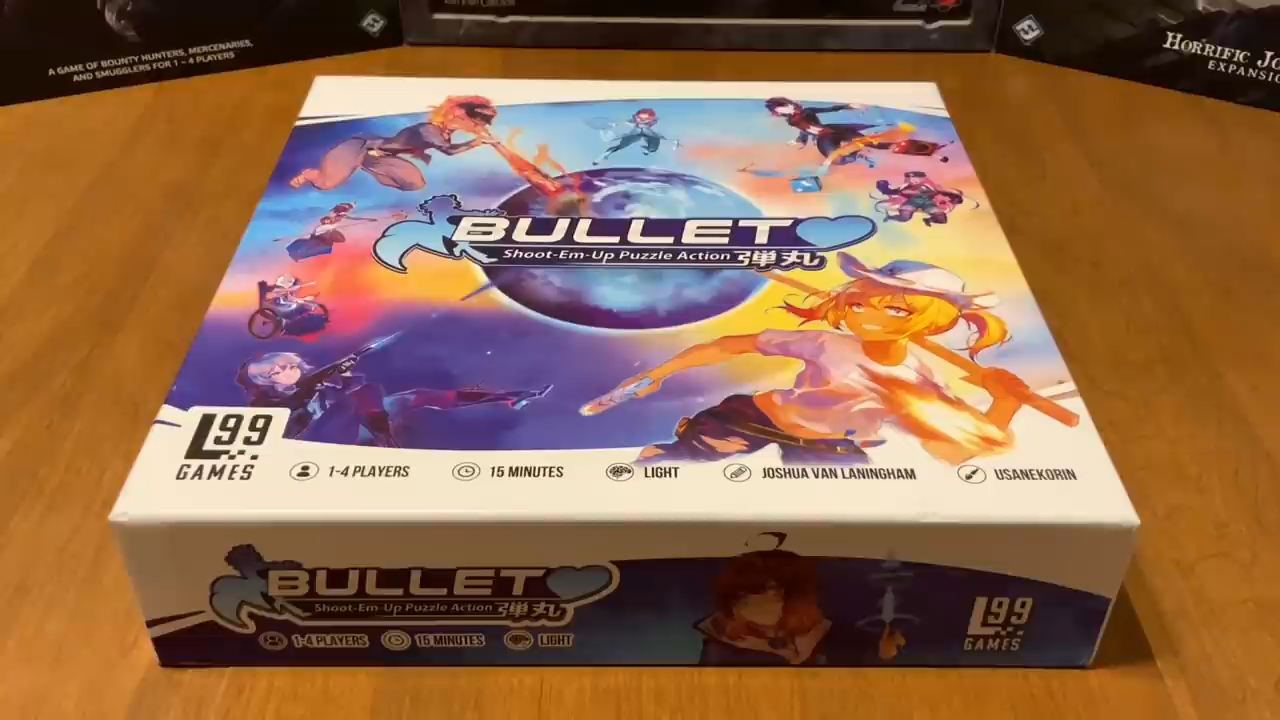 A GAME OF BOUNTY HUNTERS, MERCENARIES,
AND SMUGGLERS FOR 1 - 4 PLAYERS
HORRIFIC
EXPANSIO
BULLET
Shoot-Em-Up Puzzle Action 弾丸
L99
GAMES
1-4 PLAYERS
15 MINUTES
LIGHT
JOSHUA VAN LANINGHAM
USANEKORIN
BULLET
Shoot-Em-Up Puzzle Action 弾丸
1-4 PLAYERS
15 MINUTES
LIGHT
L99
GAMES